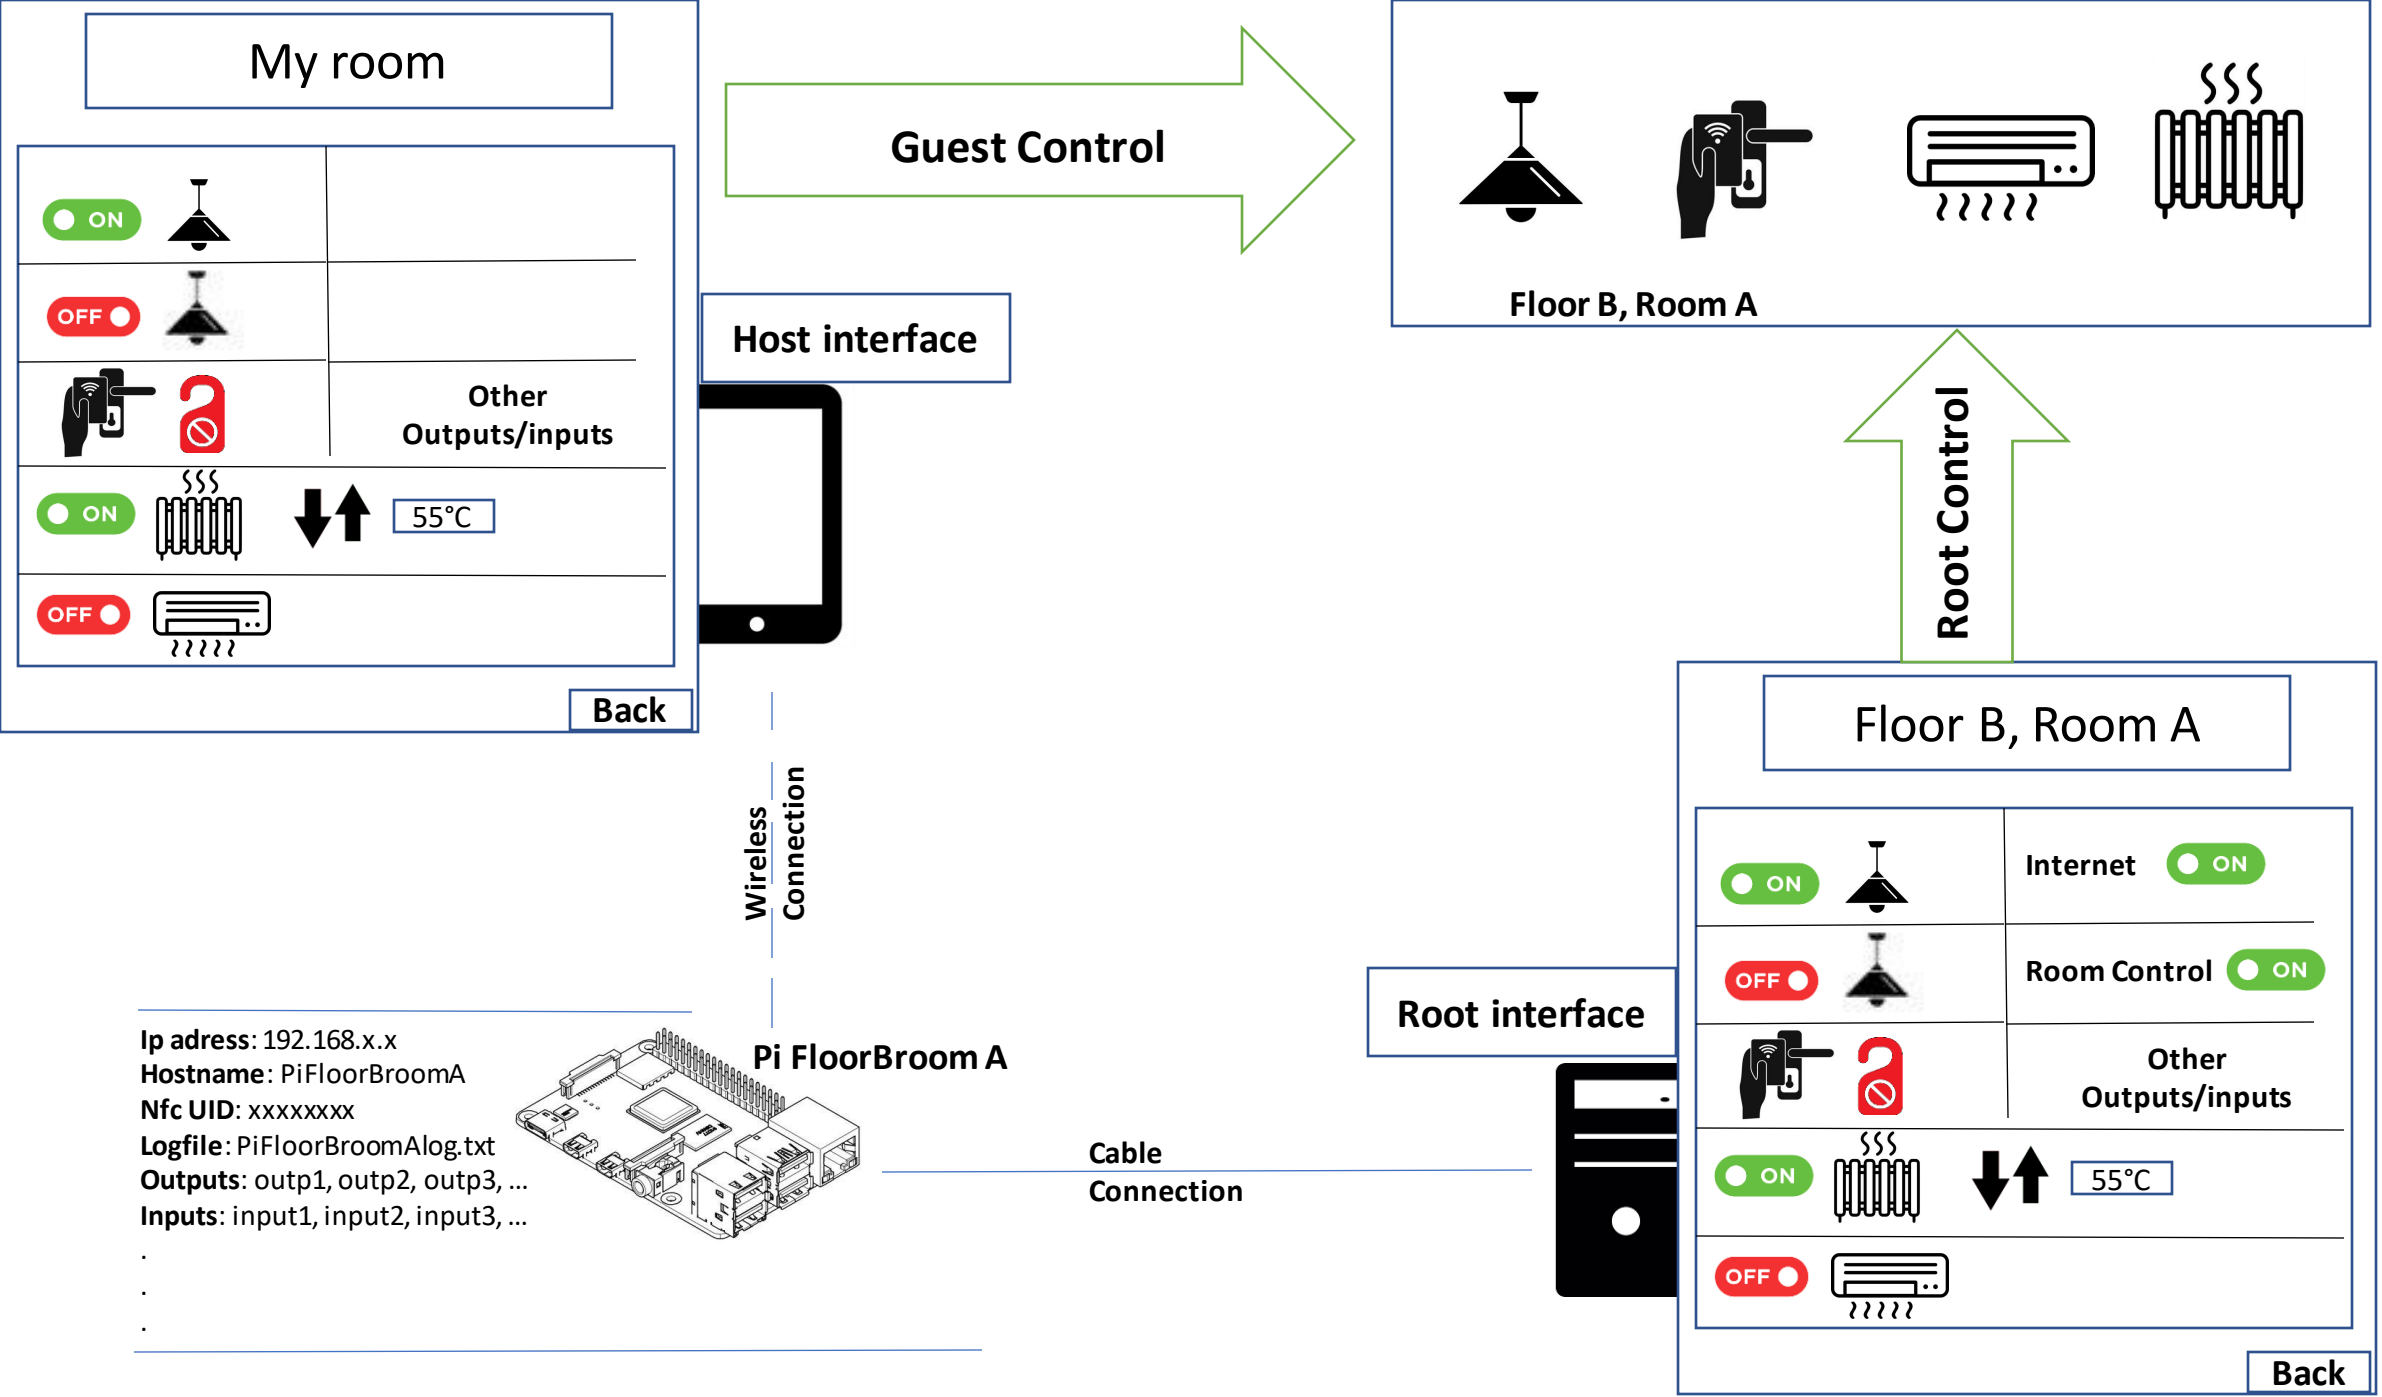 My room
ON
OFF
Other
Outputs/inputs
ON
55°C
OFF
Back
Host interface
Guest Control
Floor B, Room A
Root Control
Wireless
Connection
Ip adress: 192.168.x.x
Hostname: PiFloorBroomA
Nfc UID: xxxxxxxx
Logfile: PiFloorBroomAlog.txt
Outputs: outp1, outp2, outp3, ...
Inputs: input1, input2, input3, ...
.
.
.
Pi FloorBroom A
Cable
Connection
Root interface
Floor B, Room A
ON
Internet ON
OFF
Room Control ON
Other
Outputs/inputs
ON
55°C
OFF
Back